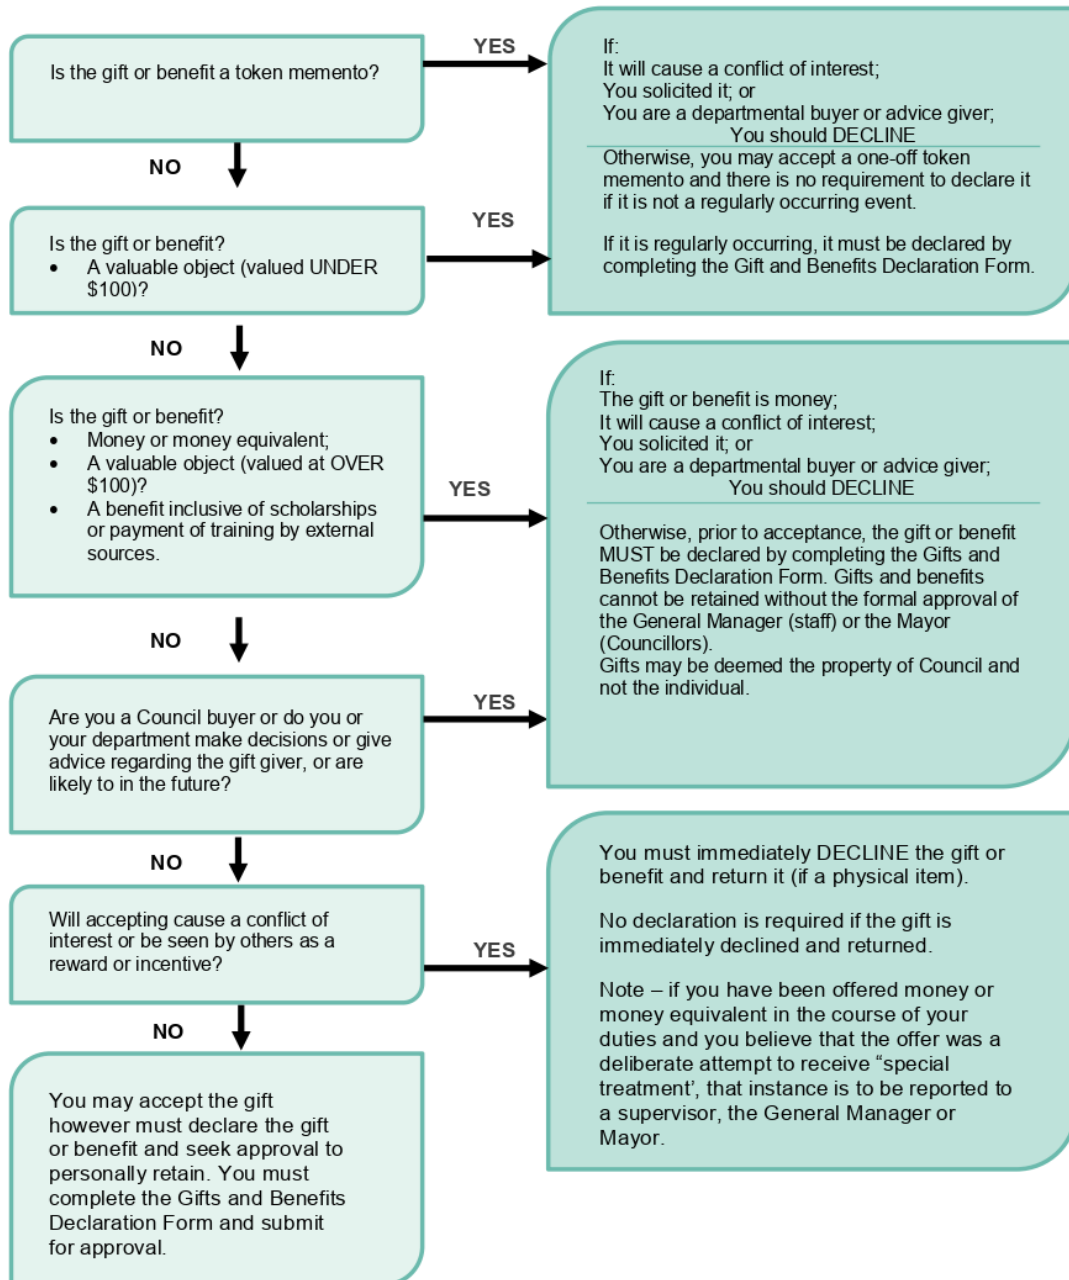 Is the gift or benefit a token memento?
YES
If:
It will cause a conflict of interest;
You solicited it; or
You are a departmental buyer or advice giver;
You should DECLINE
Otherwise, you may accept a one-off token
memento and there is no requirement to declare it
if it is not a regularly occurring event.
If it is regularly occurring, it must be declared by
completing the Gift and Benefits Declaration Form.
NO
Is the gift or benefit?
• A valuable object (valued UNDER
$100)?
YES
NO
Is the gift or benefit?
• Money or money equivalent;
• A valuable object (valued at OVER
$100)?
• A benefit inclusive of scholarships
or payment of training by external
sources.
YES
If:
The gift or benefit is money;
It will cause a conflict of interest;
You solicited it; or
You are a departmental buyer or advice giver;
You should DECLINE
Otherwise, prior to acceptance, the gift or benefit
MUST be declared by completing the Gifts and
Benefits Declaration Form. Gifts and benefits
cannot be retained without the formal approval of
the General Manager (staff) or the Mayor
(Councillors).
Gifts may be deemed the property of Council and
not the individual.
NO
Are you a Council buyer or do you or
your department make decisions or give
advice regarding the gift giver, or are
likely to in the future?
YES
NO
Will accepting cause a conflict of
interest or be seen by others as a
reward or incentive?
YES
You must immediately DECLINE the gift or
benefit and return it (if a physical item).
No declaration is required if the gift is
immediately declined and returned.
Note – if you have been offered money or
money equivalent in the course of your
duties and you believe that the offer was a
deliberate attempt to receive “special
treatment’, that instance is to be reported to
a supervisor, the General Manager or
Mayor.
NO
You may accept the gift
however must declare the gift
or benefit and seek approval to
personally retain. You must
complete the Gifts and Benefits
Declaration Form and submit
for approval.